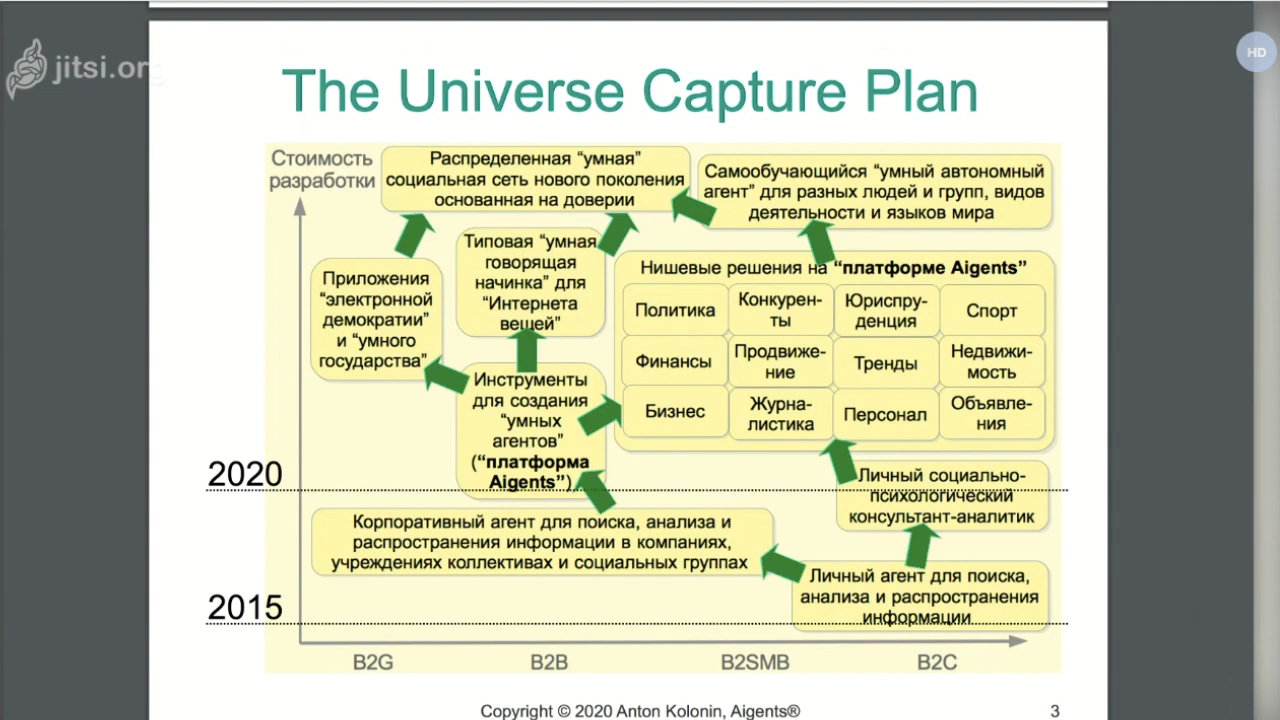 jitsi.org
HD
The Universe Capture Plan
Стоимость
разработки
Распределенная “умная”
социальная сеть нового поколения
основанная на доверии
Самообучающийся “умный автономный
агент” для разных людей и групп, видов
деятельности и языков мира
Приложения
“электронной
демократии”
и “умного
государства”
Типовая “умная
говорящая
начинка” для
“Интернета
вещей”
Нишевые решения на “платформе Aigents”
Политика
Конкурен-
ты
Юриспру-
денция
Спорт
Финансы
Продвиже-
ние
Тренды
Недвижи-
мость
Бизнес
Журна-
листика
Персонал
Объявле-
ния
Инструменты
для создания
“умных
агентов”
(“платформа
Aigents”)
2020
Личный социально-
психологический
консультант-аналитик
Корпоративный агент для поиска, анализа и
распространения информации в компаниях,
учреждениях коллективах и социальных группах
Личный агент для поиска,
анализа и распространения
информации
2015
B2G
B2B
B2SMB
B2C
Copyright © 2020 Anton Kolonin, Aigents®
3